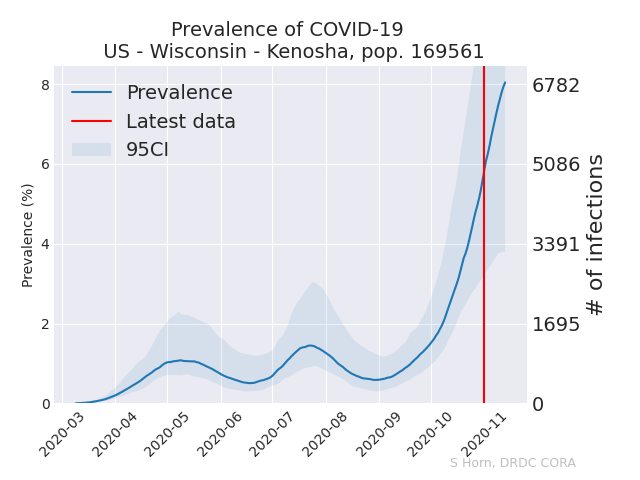 Prevalence of COVID-19
US - Wisconsin - Kenosha, pop. 169561
Prevalence
Latest data
95CI
Prevalence (%)
8
6
4
2
0
6782
5086
3391
1695
0
# of infections
2020-03
2020-04
2020-05
2020-06
2020-07
2020-08
2020-09
2020-10
2020-11
S Horn, DRDC CORA